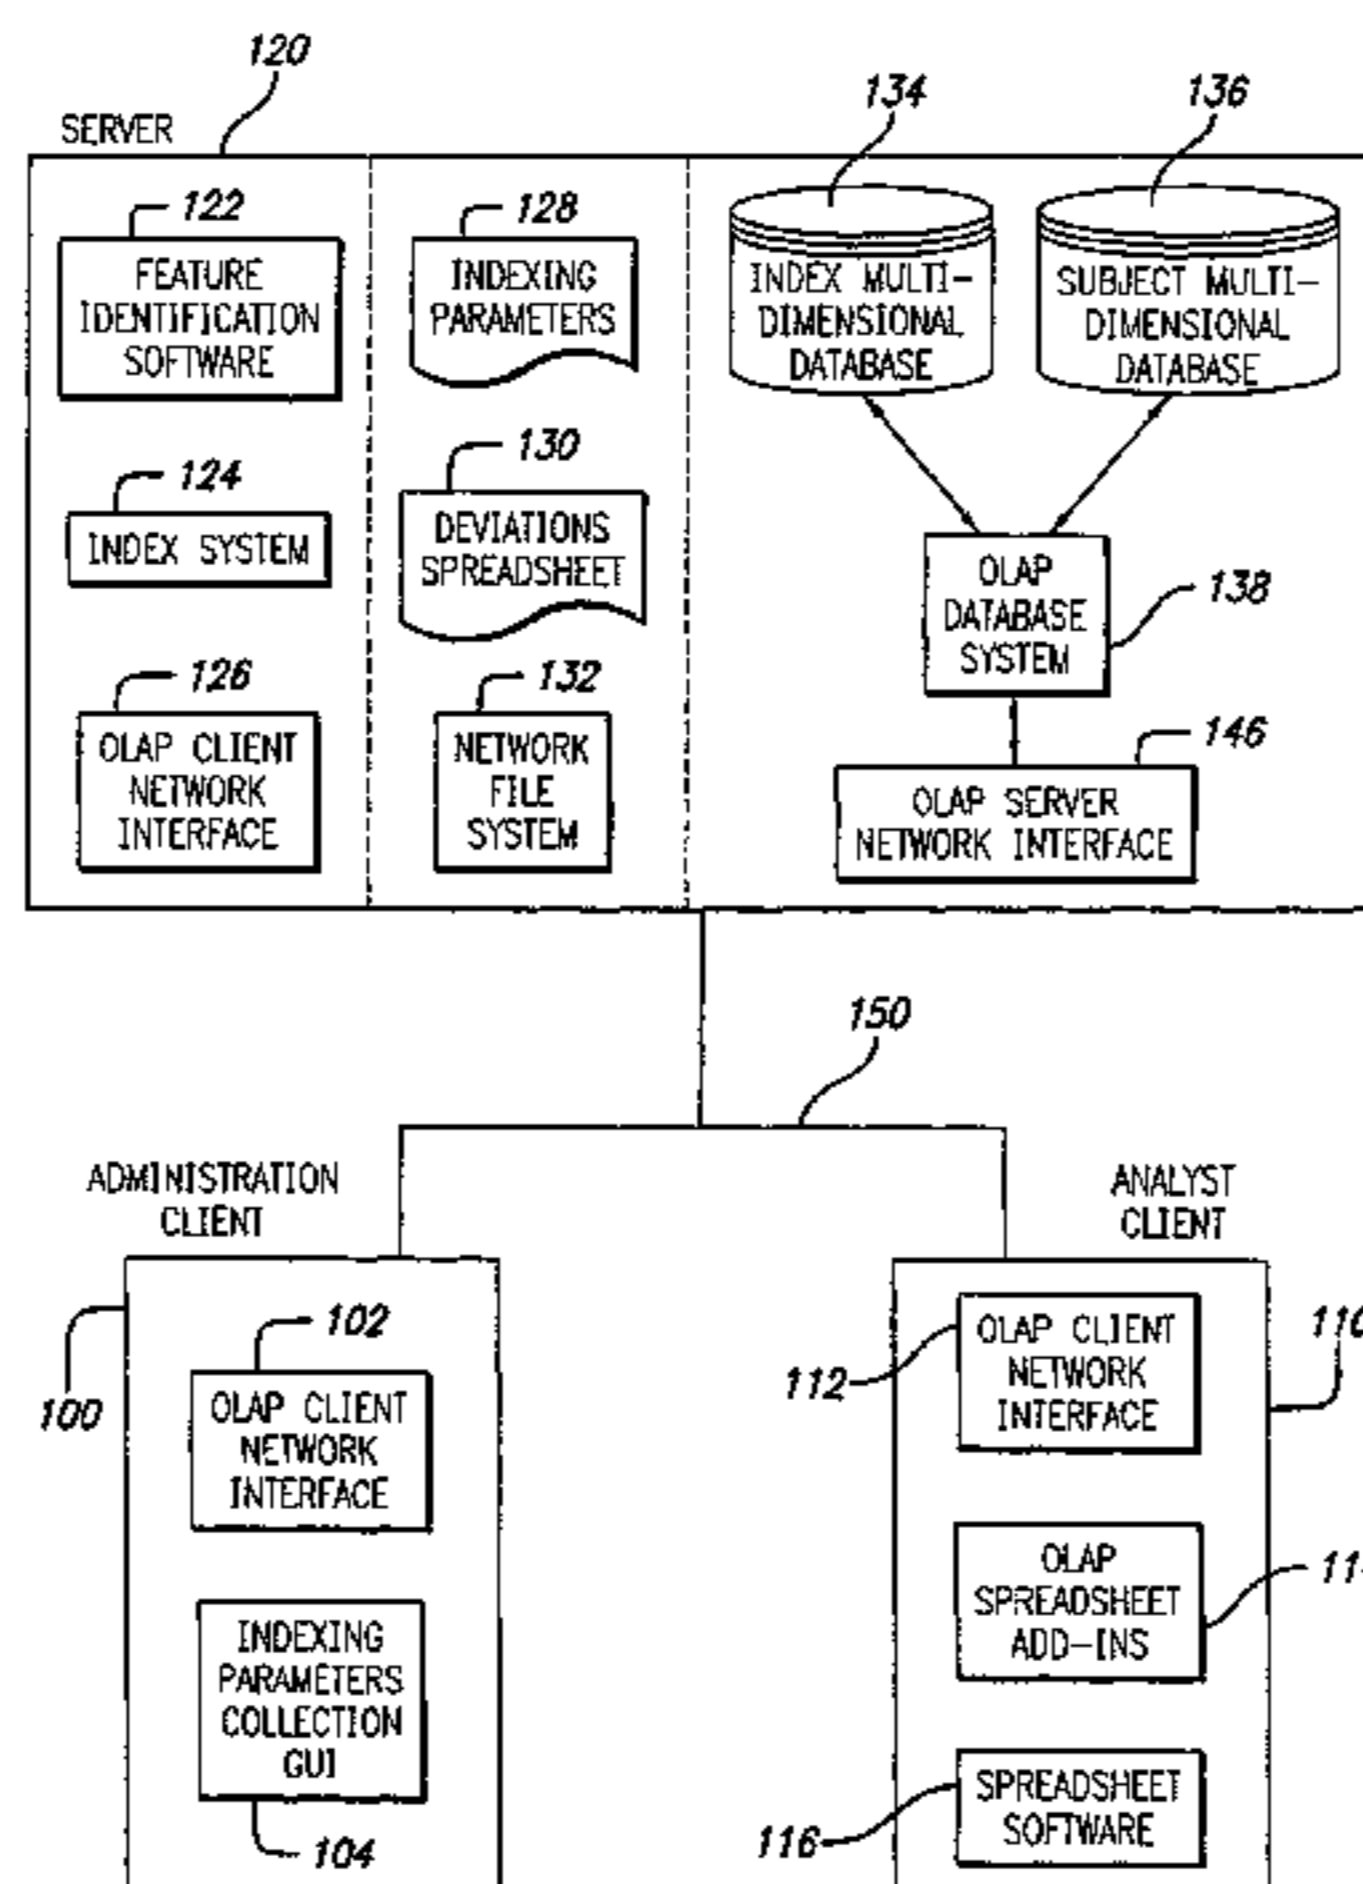 120
134
136
SERVER
122
128
FEATURE
IDENTIFICATION
SOFTWARE
INDEXING
PARAMETERS
INDEX MULTI-
DIMENSIONAL
DATABASE
SUBJECT MULTI-
DIMENSIONAL
DATABASE
124
130
INDEX SYSTEM
DEVIATIONS
SPREADSHEET
OLAP
DATABASE
SYSTEM
138
126
132
146
OLAP CLIENT
NETWORK
INTERFACE
NETWORK
FILE
SYSTEM
OLAP SERVER
NETWORK INTERFACE
150
ADMINISTRATION
CLIENT
ANALYST
CLIENT
100
102
OLAP CLIENT
NETWORK
INTERFACE
INDEXING
PARAMETERS
COLLECTION
GUI
104
110
112
OLAP CLIENT
NETWORK
INTERFACE
OLAP
SPREADSHEET
ADD-INS
SPREADSHEET
SOFTWARE
116